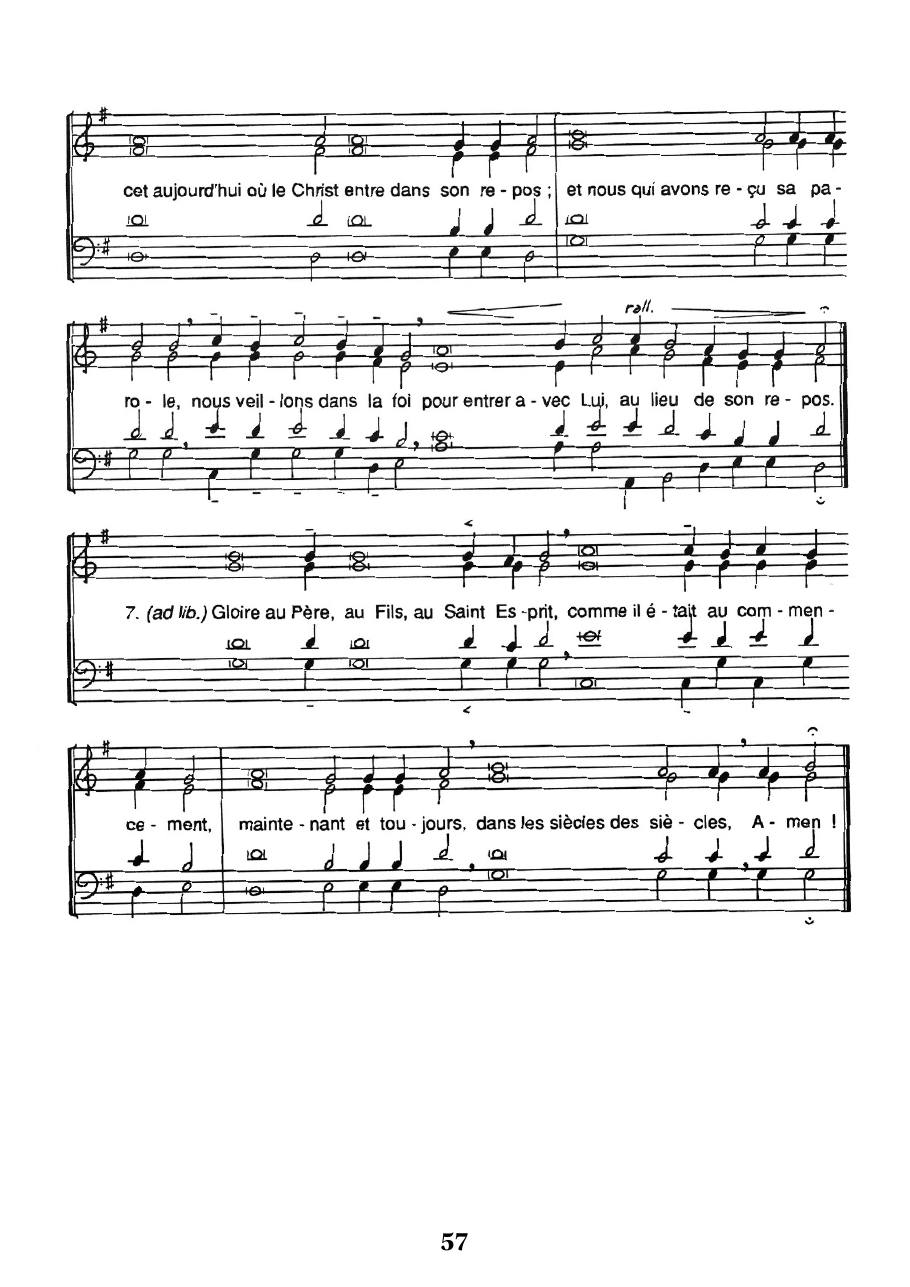 cet aujourd'hui où le Christ entre dans son re - pos ; et nous qui avons re - çu sa pa -
rall.
ro - le, nous veil - lons dans la foi pour entrer a - vec Lui, au lieu de son re - pos.
7. (ad lib.) Gloire au Père, au Fils, au Saint Es - prit, comme il é - tait au com - men -
ce - ment, mainte - nant et tou - jours, dans les siècles des siè - cles, A - men !
57